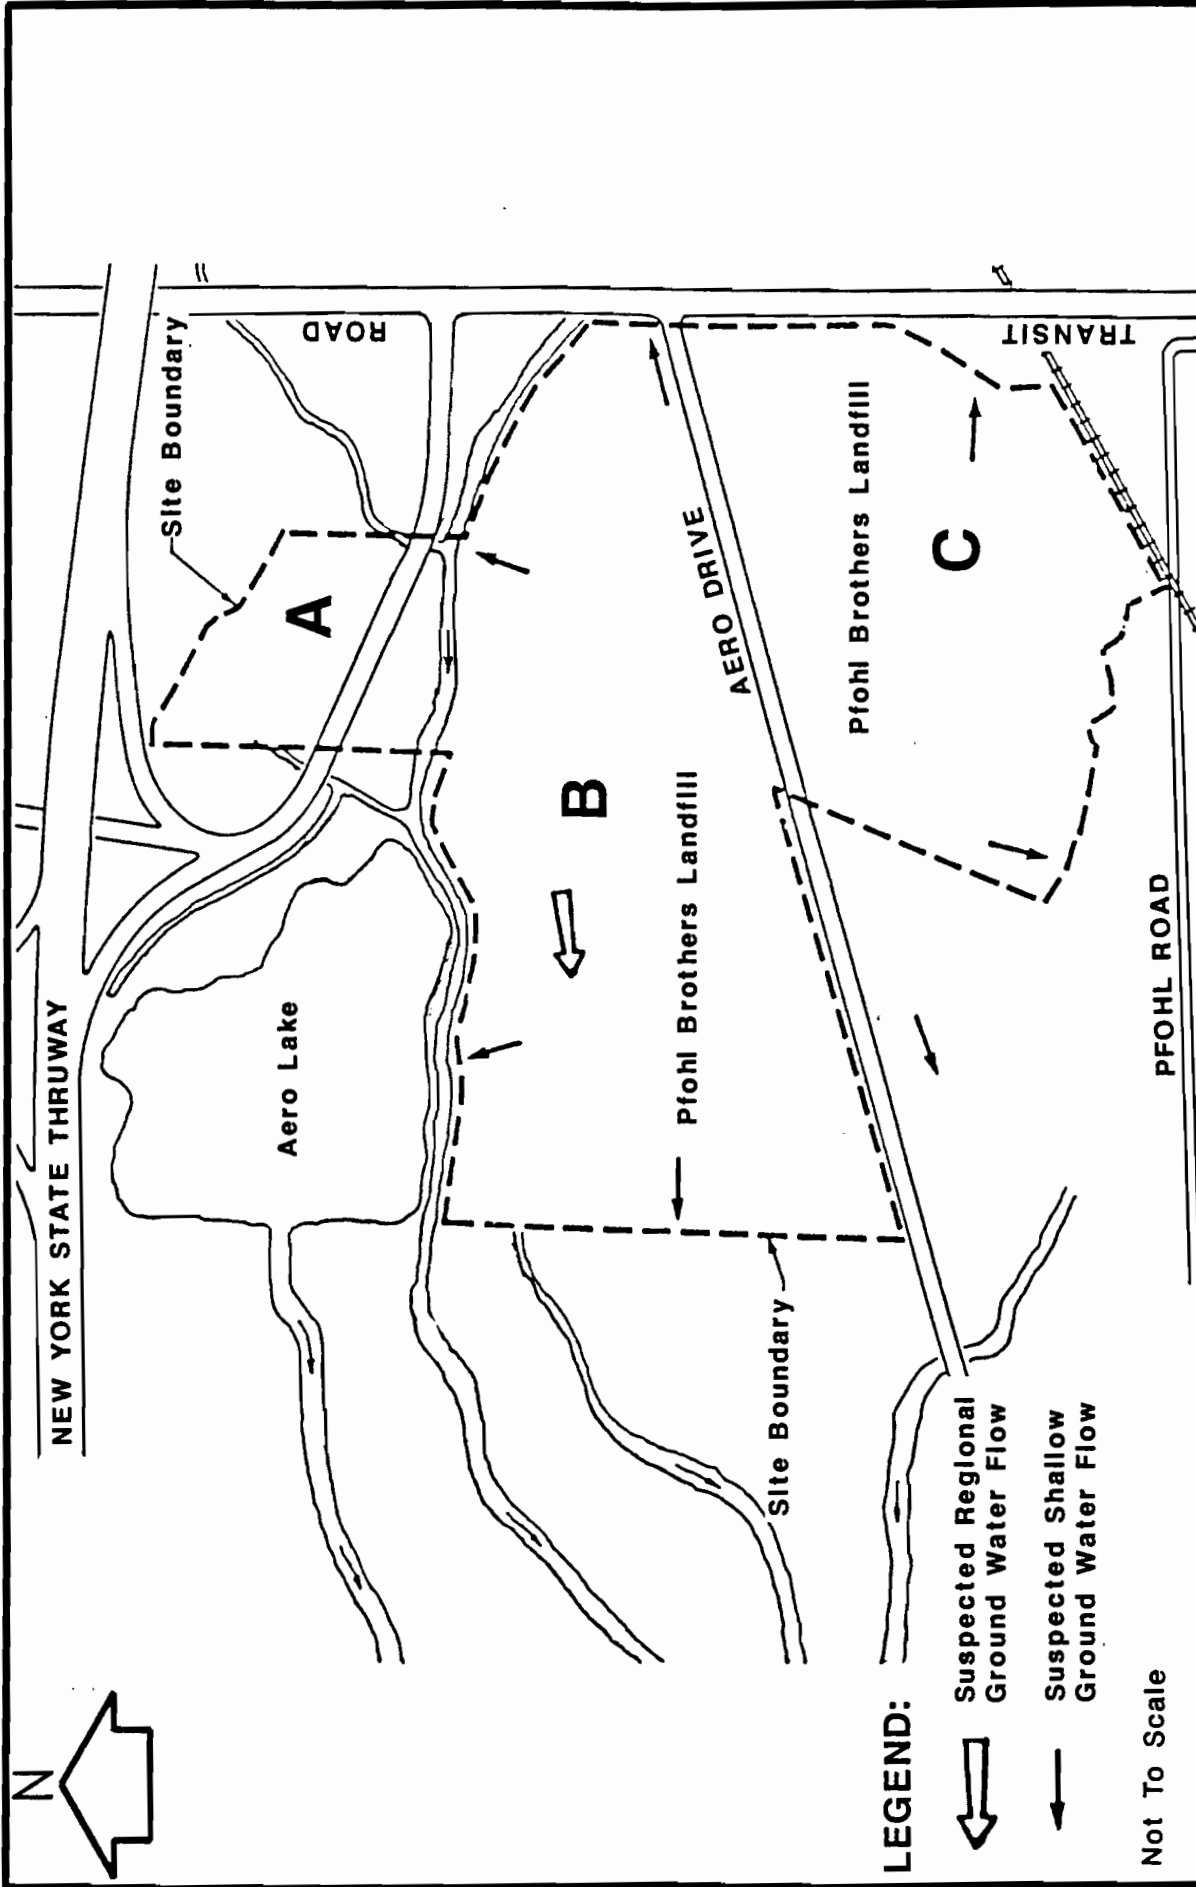 N
NEW YORK STATE THRUWAY
Site Boundary
ROAD
A
Aero Lake
B
Pfohl Brothers Landfill
AERO DRIVE
Site Boundary
Pfohl Brothers Landfill
C
TRANSIT
PFOHL ROAD
LEGEND:
Suspected Regional
Ground Water Flow
Suspected Shallow
Ground Water Flow
Not To Scale